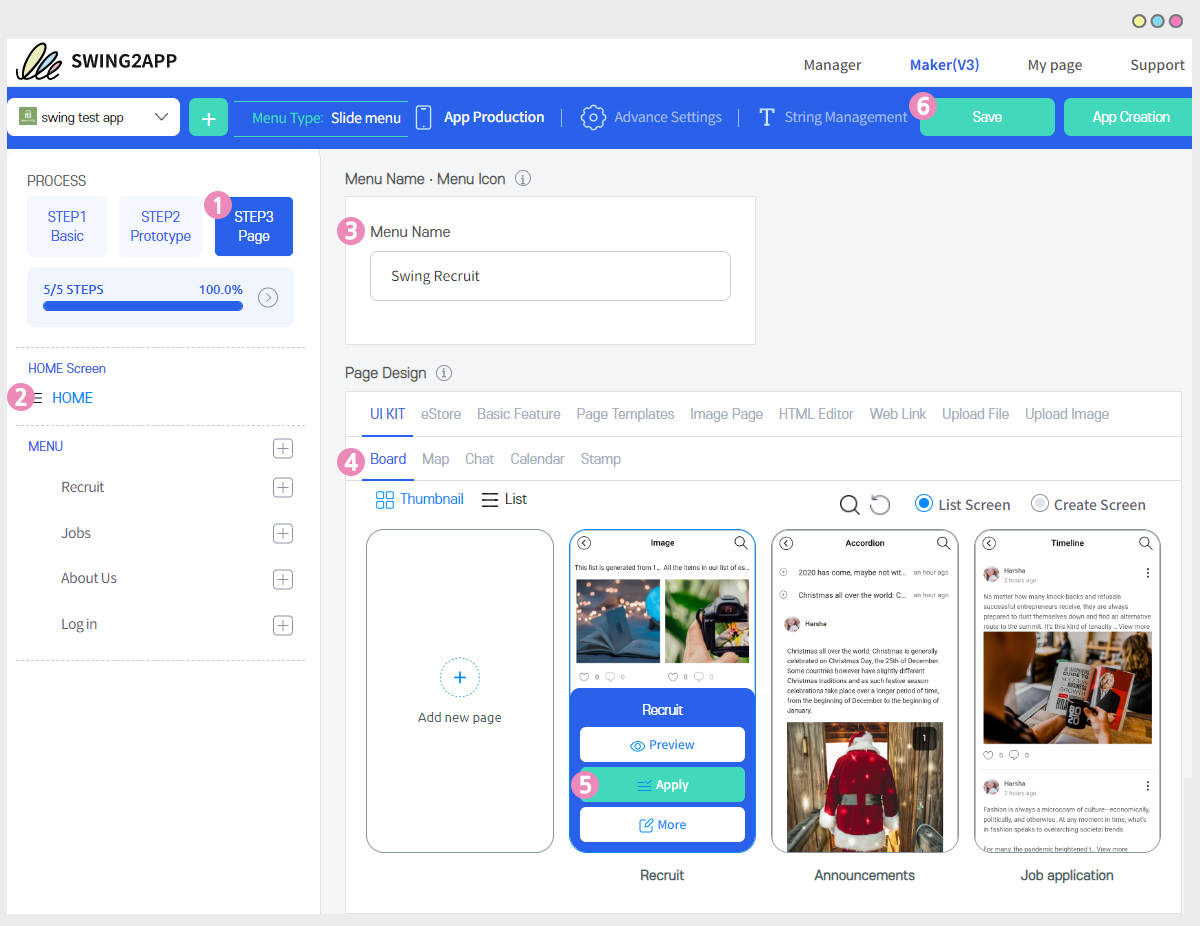 SWING2APP
Manager
Maker(V3)
My page
Support
swing test app
+
Menu Type: Slide menu
App Production
Advance Settings
String Management
6
Save
App Creation
PROCESS
1
STEP1
Basic
STEP2
Prototype
STEP3
Page
5/5 STEPS
100.0%
HOME Screen
2
HOME
MENU
Recruit
Jobs
About Us
Log in
Menu Name · Menu Icon
3
Menu Name
Swing Recruit
Page Design
UI KIT
eStore
Basic Feature
Page Templates
Image Page
HTML Editor
Web Link
Upload File
Upload Image
4
Board
Map
Chat
Calendar
Stamp
Thumbnail
List
List Screen
Create Screen
Add new page
Image
This list is generated from 1... All the items in our list of es...
0 0 0 0
Recruit
Preview
5
Apply
More
Recruit
Accordion
2020 has come, maybe not wit... an hour ago
Christmas all over the world: C... an hour ago
Harsha
Christmas all over the world: Christmas is generally
celebrated on Christmas Day, the 25th of December.
Some countries however have slightly different
Christmas traditions and as such festive season
celebrations take place over a longer period of time,
from the beginning of December to the beginning of
January.
1
Announcements
Timeline
Harsha
2 hours ago
No matter how many knock-backs and refusals
successful entrepreneurs receive, they are always
prepared to dust themselves down and find an alternative
route to the summit. It's this kind of tenacity ...View more
0 0
Harsha
2 hours ago
Fashion is always a microcosm of culture—economically,
politically, and otherwise. At any moment in time, what's
in fashion speaks to overarching societal trends.
For many, the pandemic heightened t...View more
Job application